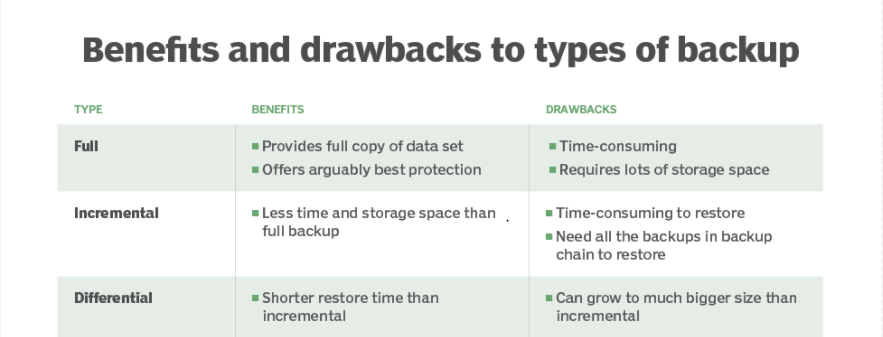 Benefits and drawbacks to types of backup
TYPE BENEFITS DRAWBACKS
Full
Provides full copy of data set
Offers arguably best protection
Time-consuming
Requires lots of storage space
Incremental
Less time and storage space than
full backup
Time-consuming to restore
Need all the backups in backup
chain to restore
Differential
Shorter restore time than
incremental
Can grow to much bigger size than
incremental